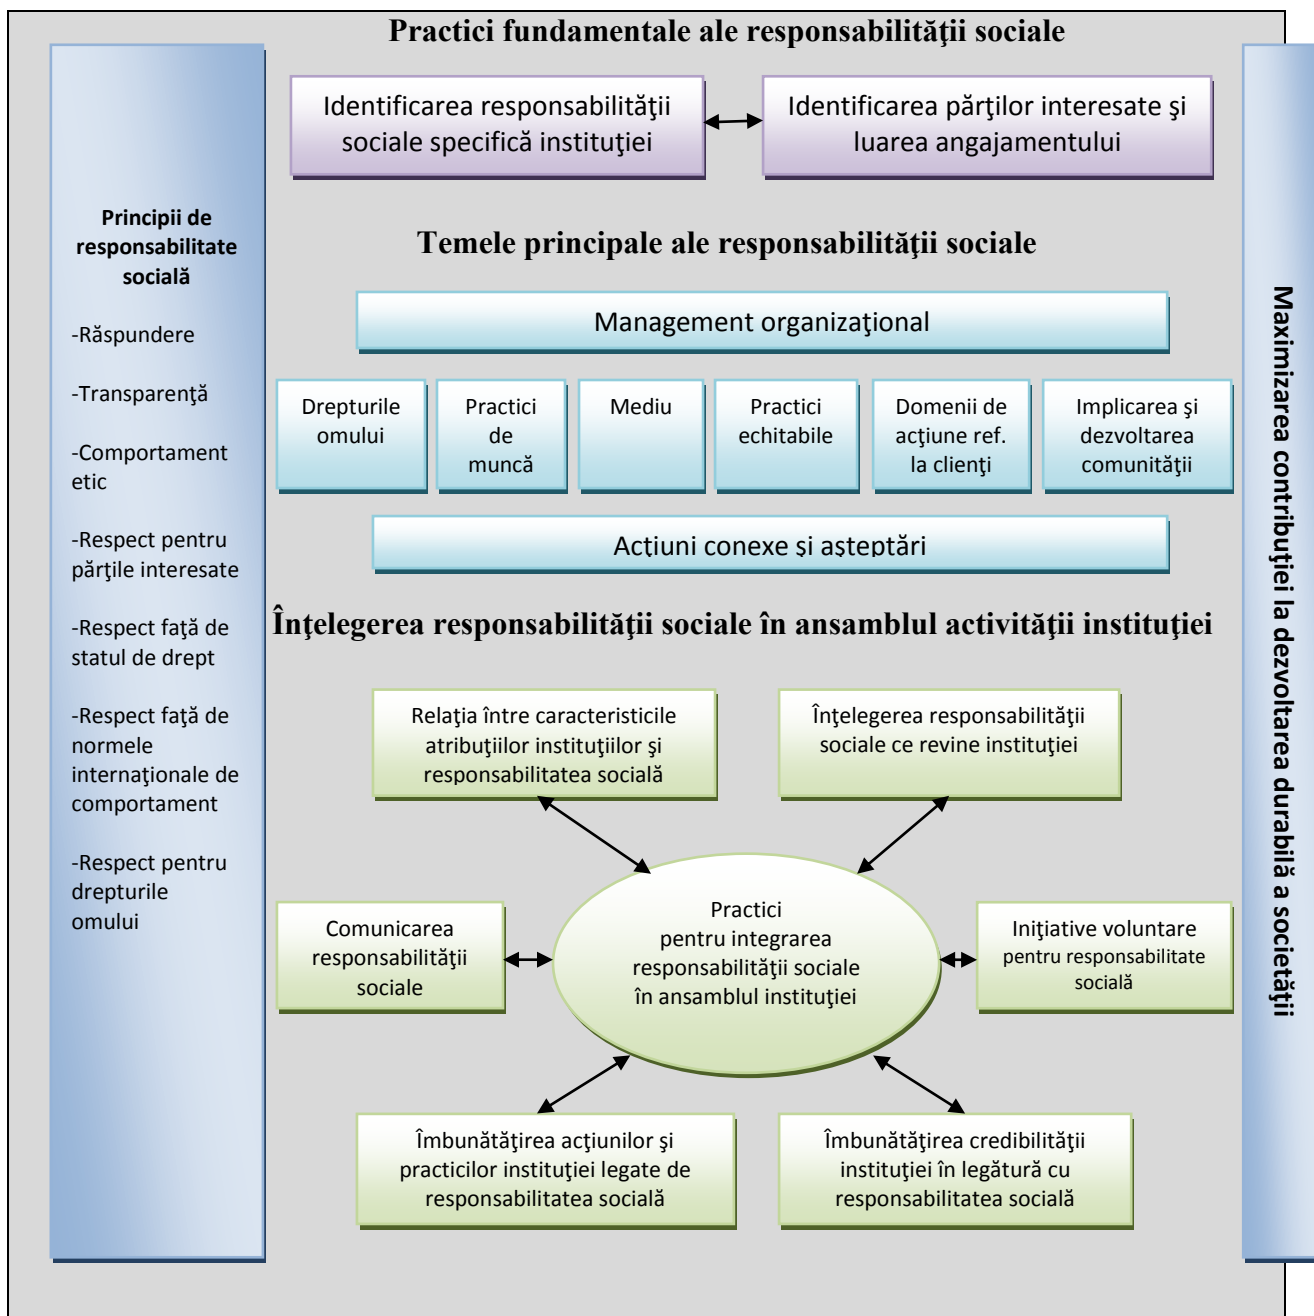 Practici fundamentale ale responsabilităţii sociale
Identificarea responsabilităţii
sociale specifică instituţiei
Identificarea părţilor interesate şi
luarea angajamentului
Principii de
responsabilitate
socială
-Răspundere
-Transparenţă
-Comportament
etic
-Respect pentru
părţile interesate
-Respect faţă de
statul de drept
-Respect faţă de
normele
internaţionale de
comportament
-Respect pentru
drepturile
omului
Temele principale ale responsabilităţii sociale
Management organizaţional
Drepturile
omului
Practici
de
muncă
Mediu
Practici
echitabile
Domenii de
acţiune ref.
la clienţi
Implicarea şi
dezvoltarea
comunităţii
Acţiuni conexe şi aşteptări
Înţelegerea responsabilităţii sociale în ansamblul activităţii instituţiei
Relaţia între caracteristicile
atribuţiilor instituţiilor şi
responsabilitatea socială
Înţelegerea responsabilităţii
sociale ce revine instituţiei
Comunicarea
responsabilităţii
sociale
Practici
pentru integrarea
responsabilităţii sociale
în ansamblul instituţiei
Iniţiative voluntare
pentru responsabilitate
socială
Îmbunătăţirea acţiunilor şi
practicilor instituţiei legate de
responsabilitatea socială
Îmbunătăţirea credibilităţii
instituţiei în legătură cu
responsabilitatea socială
Maximizarea contribuţiei la dezvoltarea durabilă a societăţii